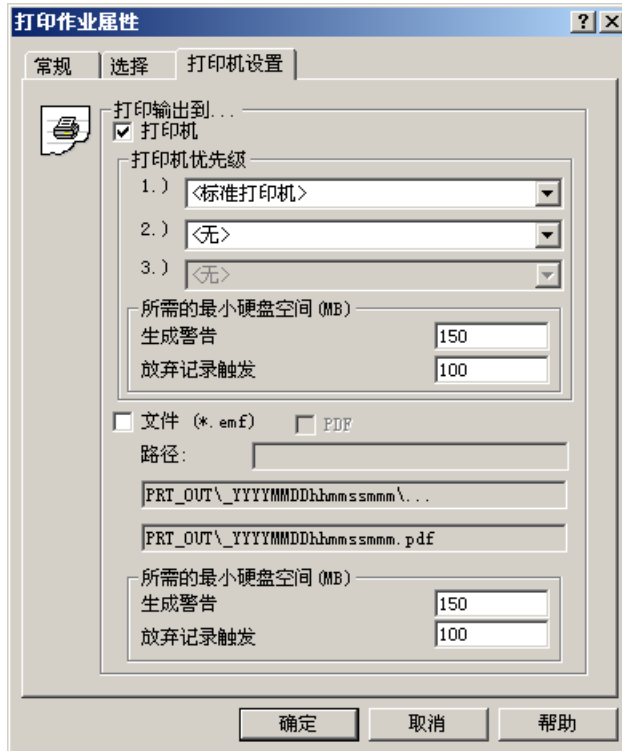 打印作业属性
常规 选择 打印机设置
打印输出到...
打印机
打印机优先级
1.) <标准打印机>
2.) <无>
3.) <无>
所需的最小硬盘空间(MB)
生成警告 150
放弃记录触发 100
文件 (*.emf) PDF
路径:
PRT_OUT\_YYYYMMDDhhmmssmmm\...
PRT_OUT\_YYYYMMDDhhmmssmmm.pdf
所需的最小硬盘空间(MB)
生成警告 150
放弃记录触发 100
确定 取消 帮助